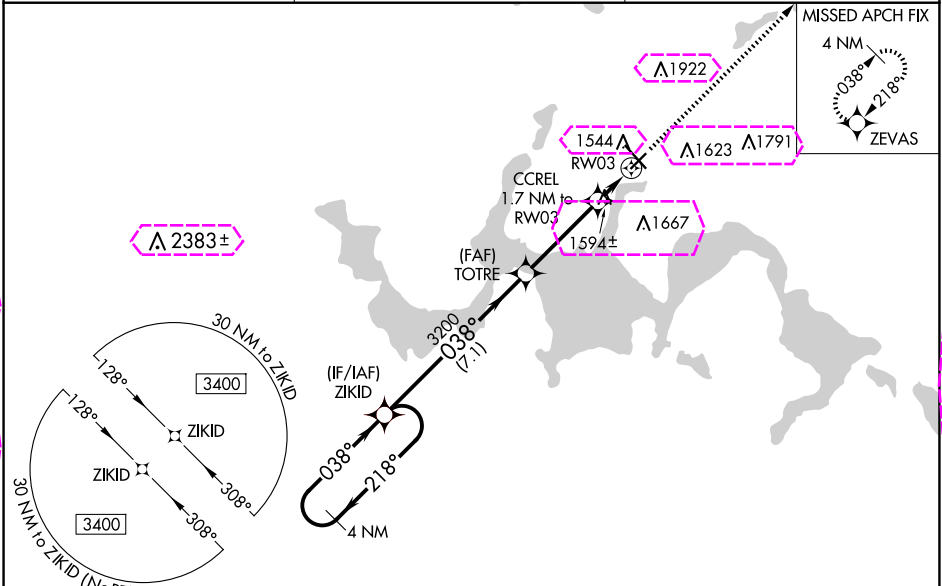 MISSED APCH FIX
4 NM
038°
218°
ZEVAS
1922
1544
RW03
1623
1791
CCREL
1.7 NM to
RW03
1594±
1667
2383±
(FAF)
TOTRE
3200
038°
(7.1)
(IF/IAF)
ZIKID
038°
218°
4 NM
30 NM to ZIKID
128°
3400
ZIKID
308°
128°
ZIKID
308°
3400
30 NM to ZIKID